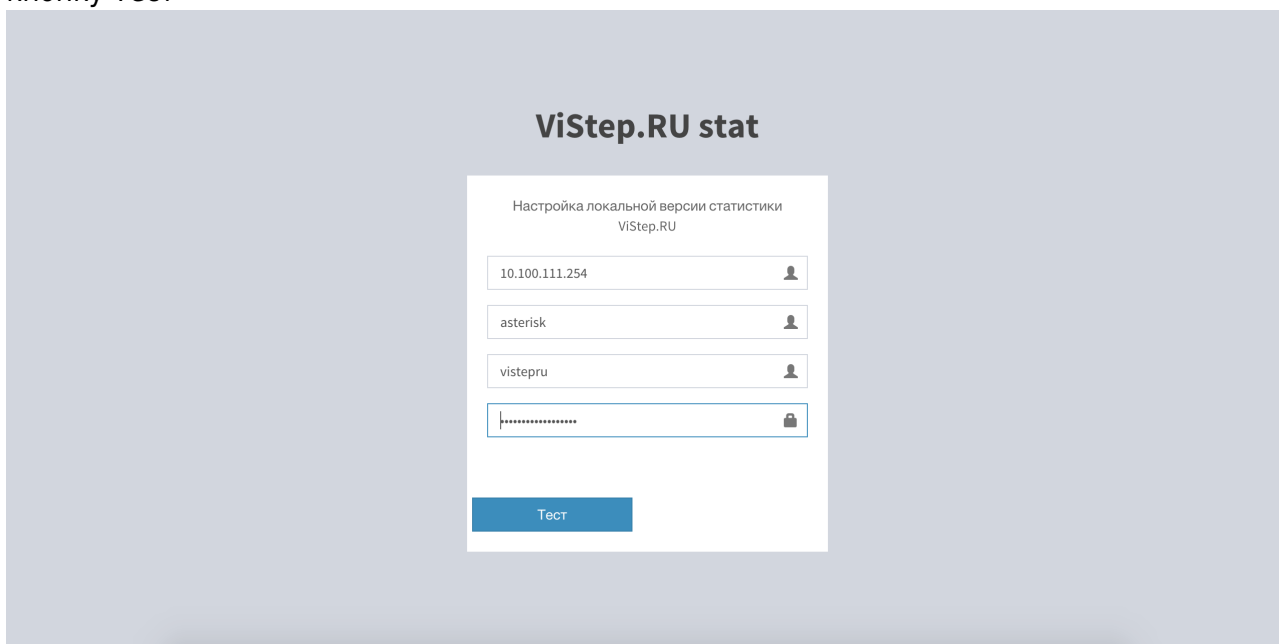 ViStep.RU stat
Настройка локальной версии статистики
ViStep.RU
10.100.111.254
asterisk
vistepru
••••••••••••••••••
Тест